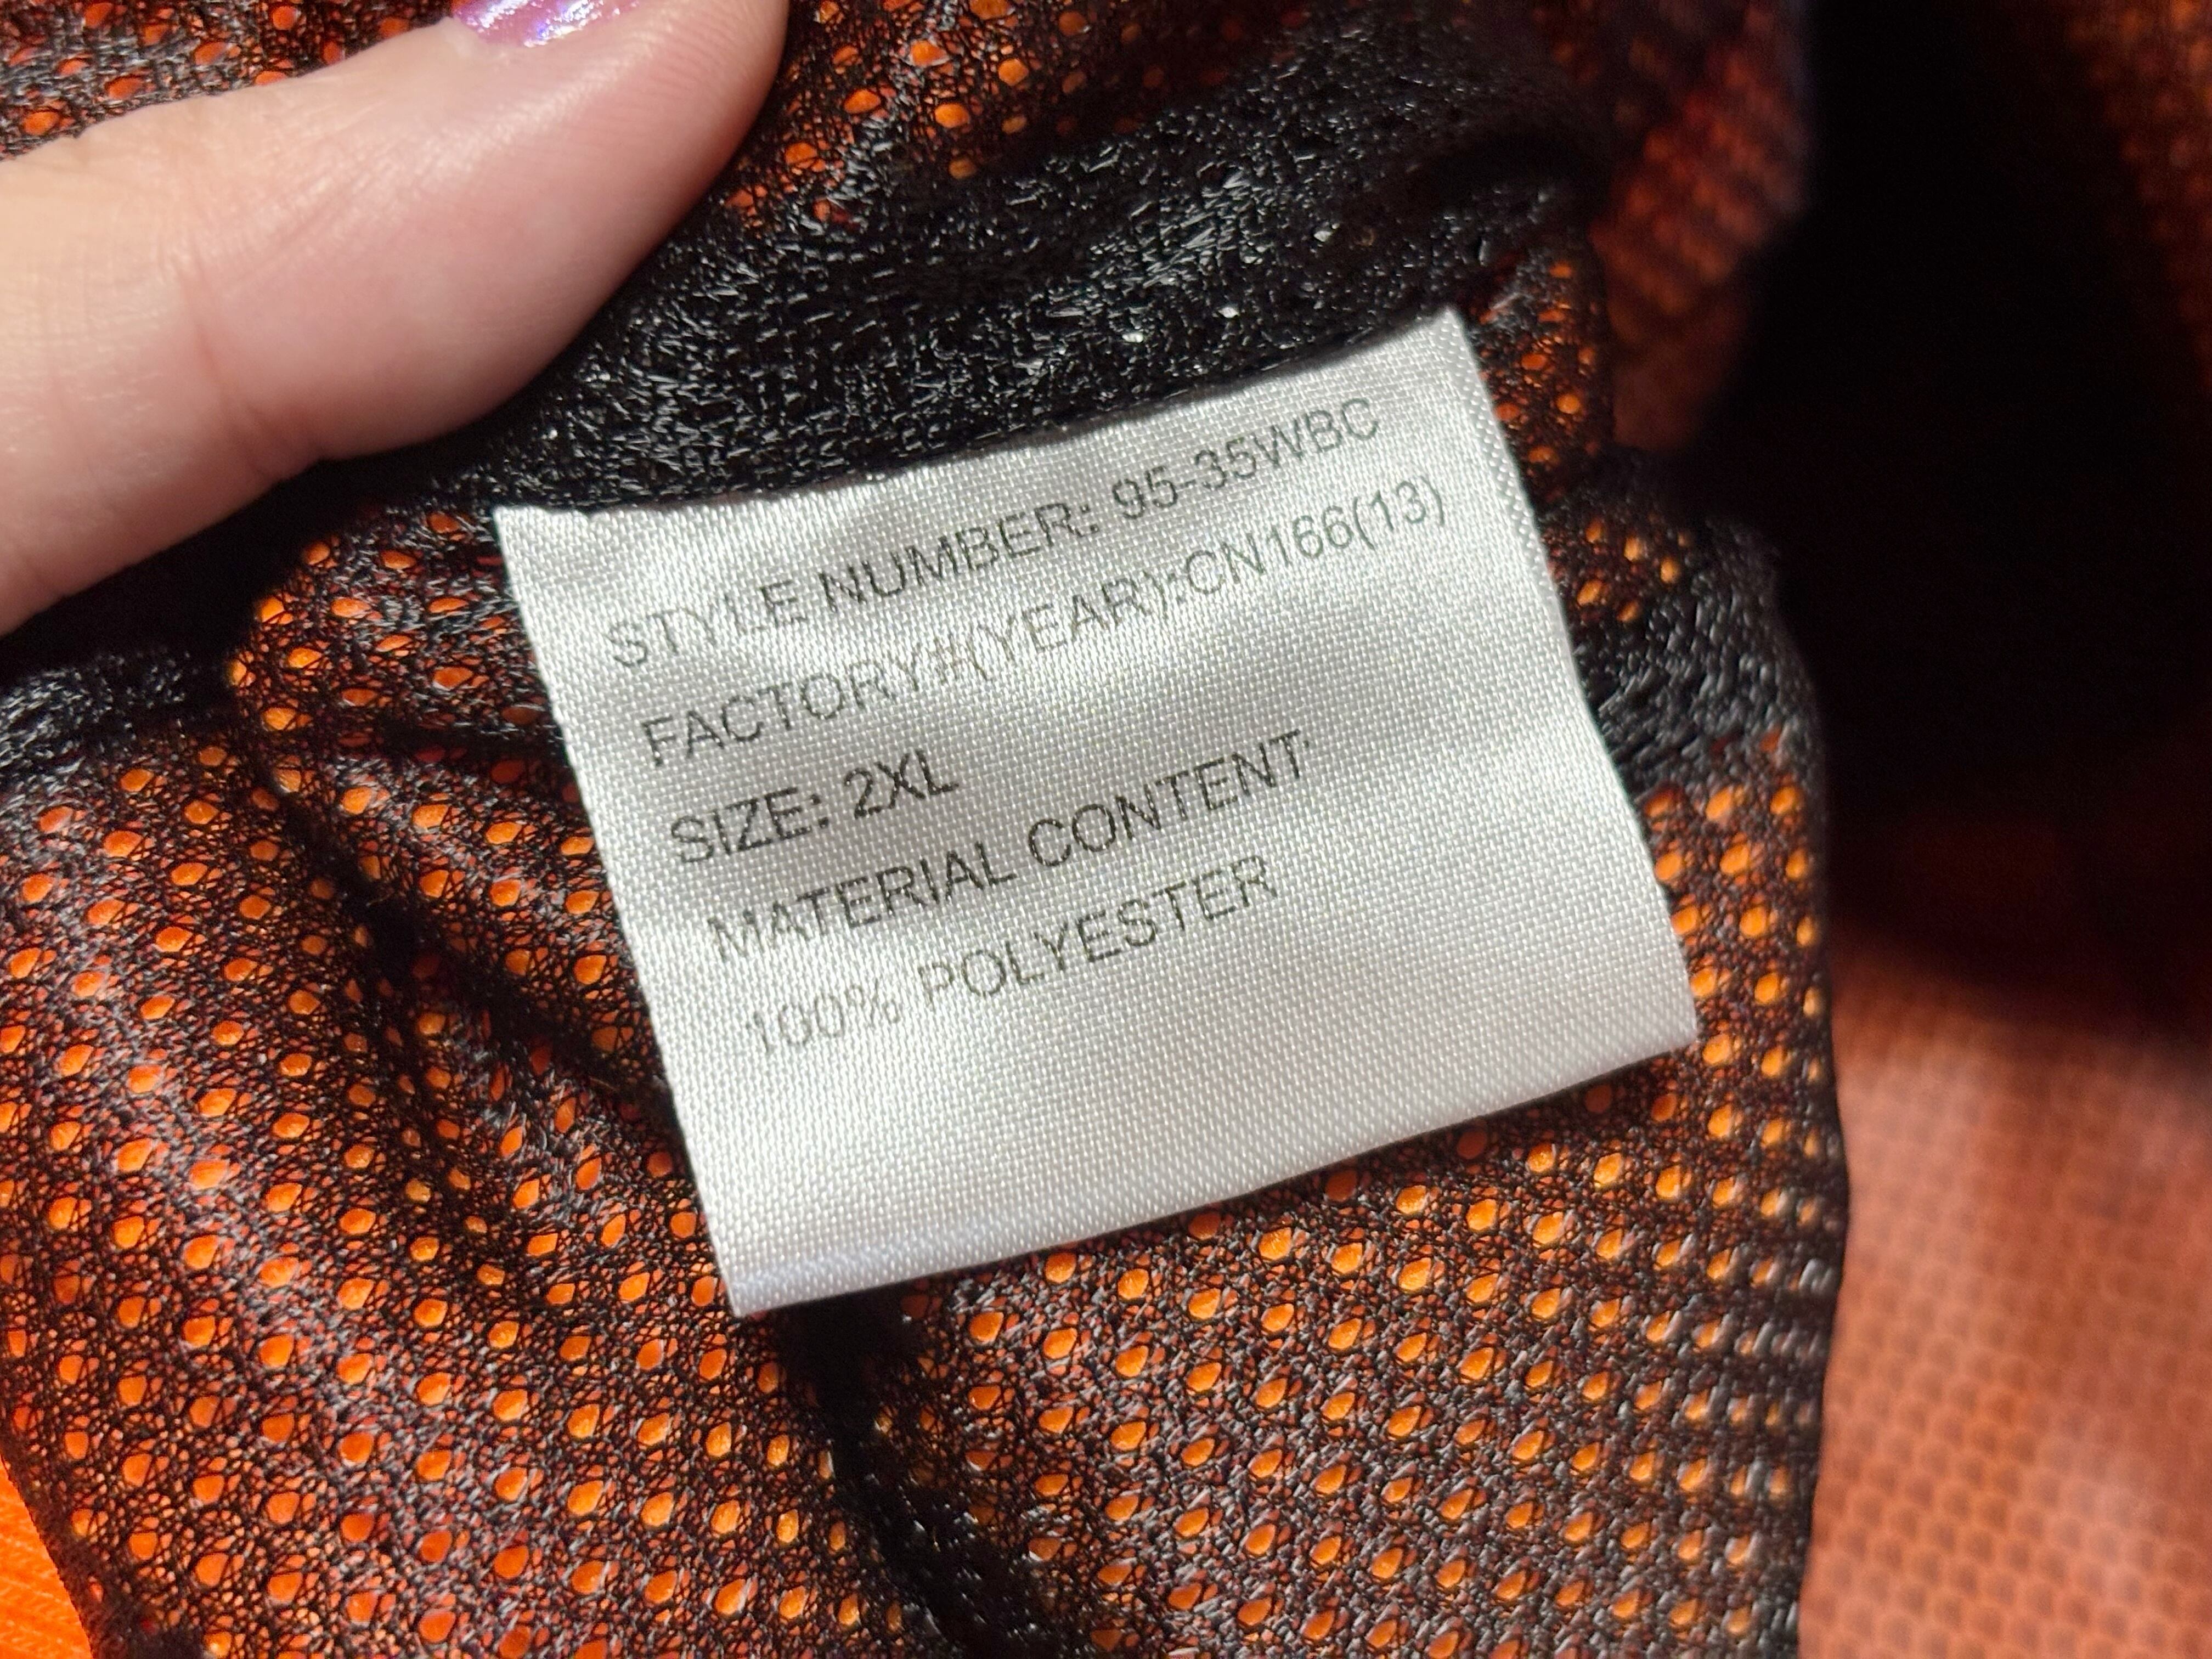 STYLE NUMBER: 95-35WBC
FACTORY#(YEAR):CN166(13)
SIZE: 2XL
MATERIAL CONTENT
100% POLYESTER